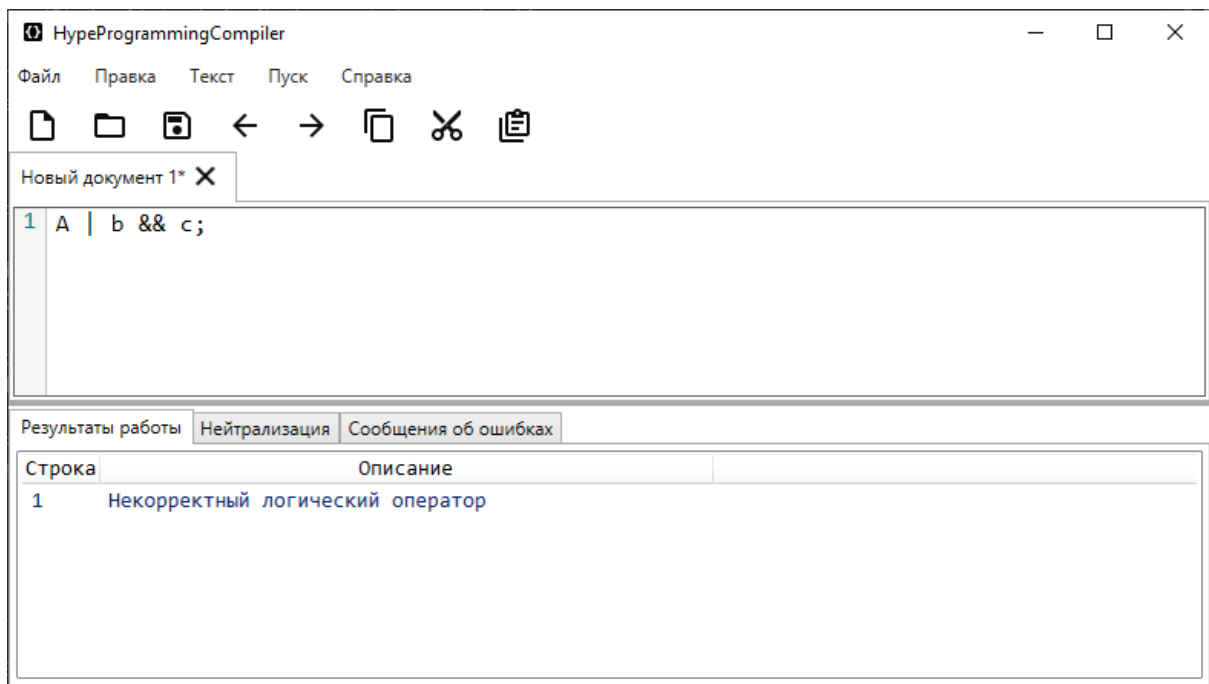 HypeProgrammingCompiler
Файл Правка Текст Пуск Справка
Новый документ 1*
1 A | b && c;
Результаты работы Нейтрализация Сообщения об ошибках
Строка Описание
1 Некорректный логический оператор